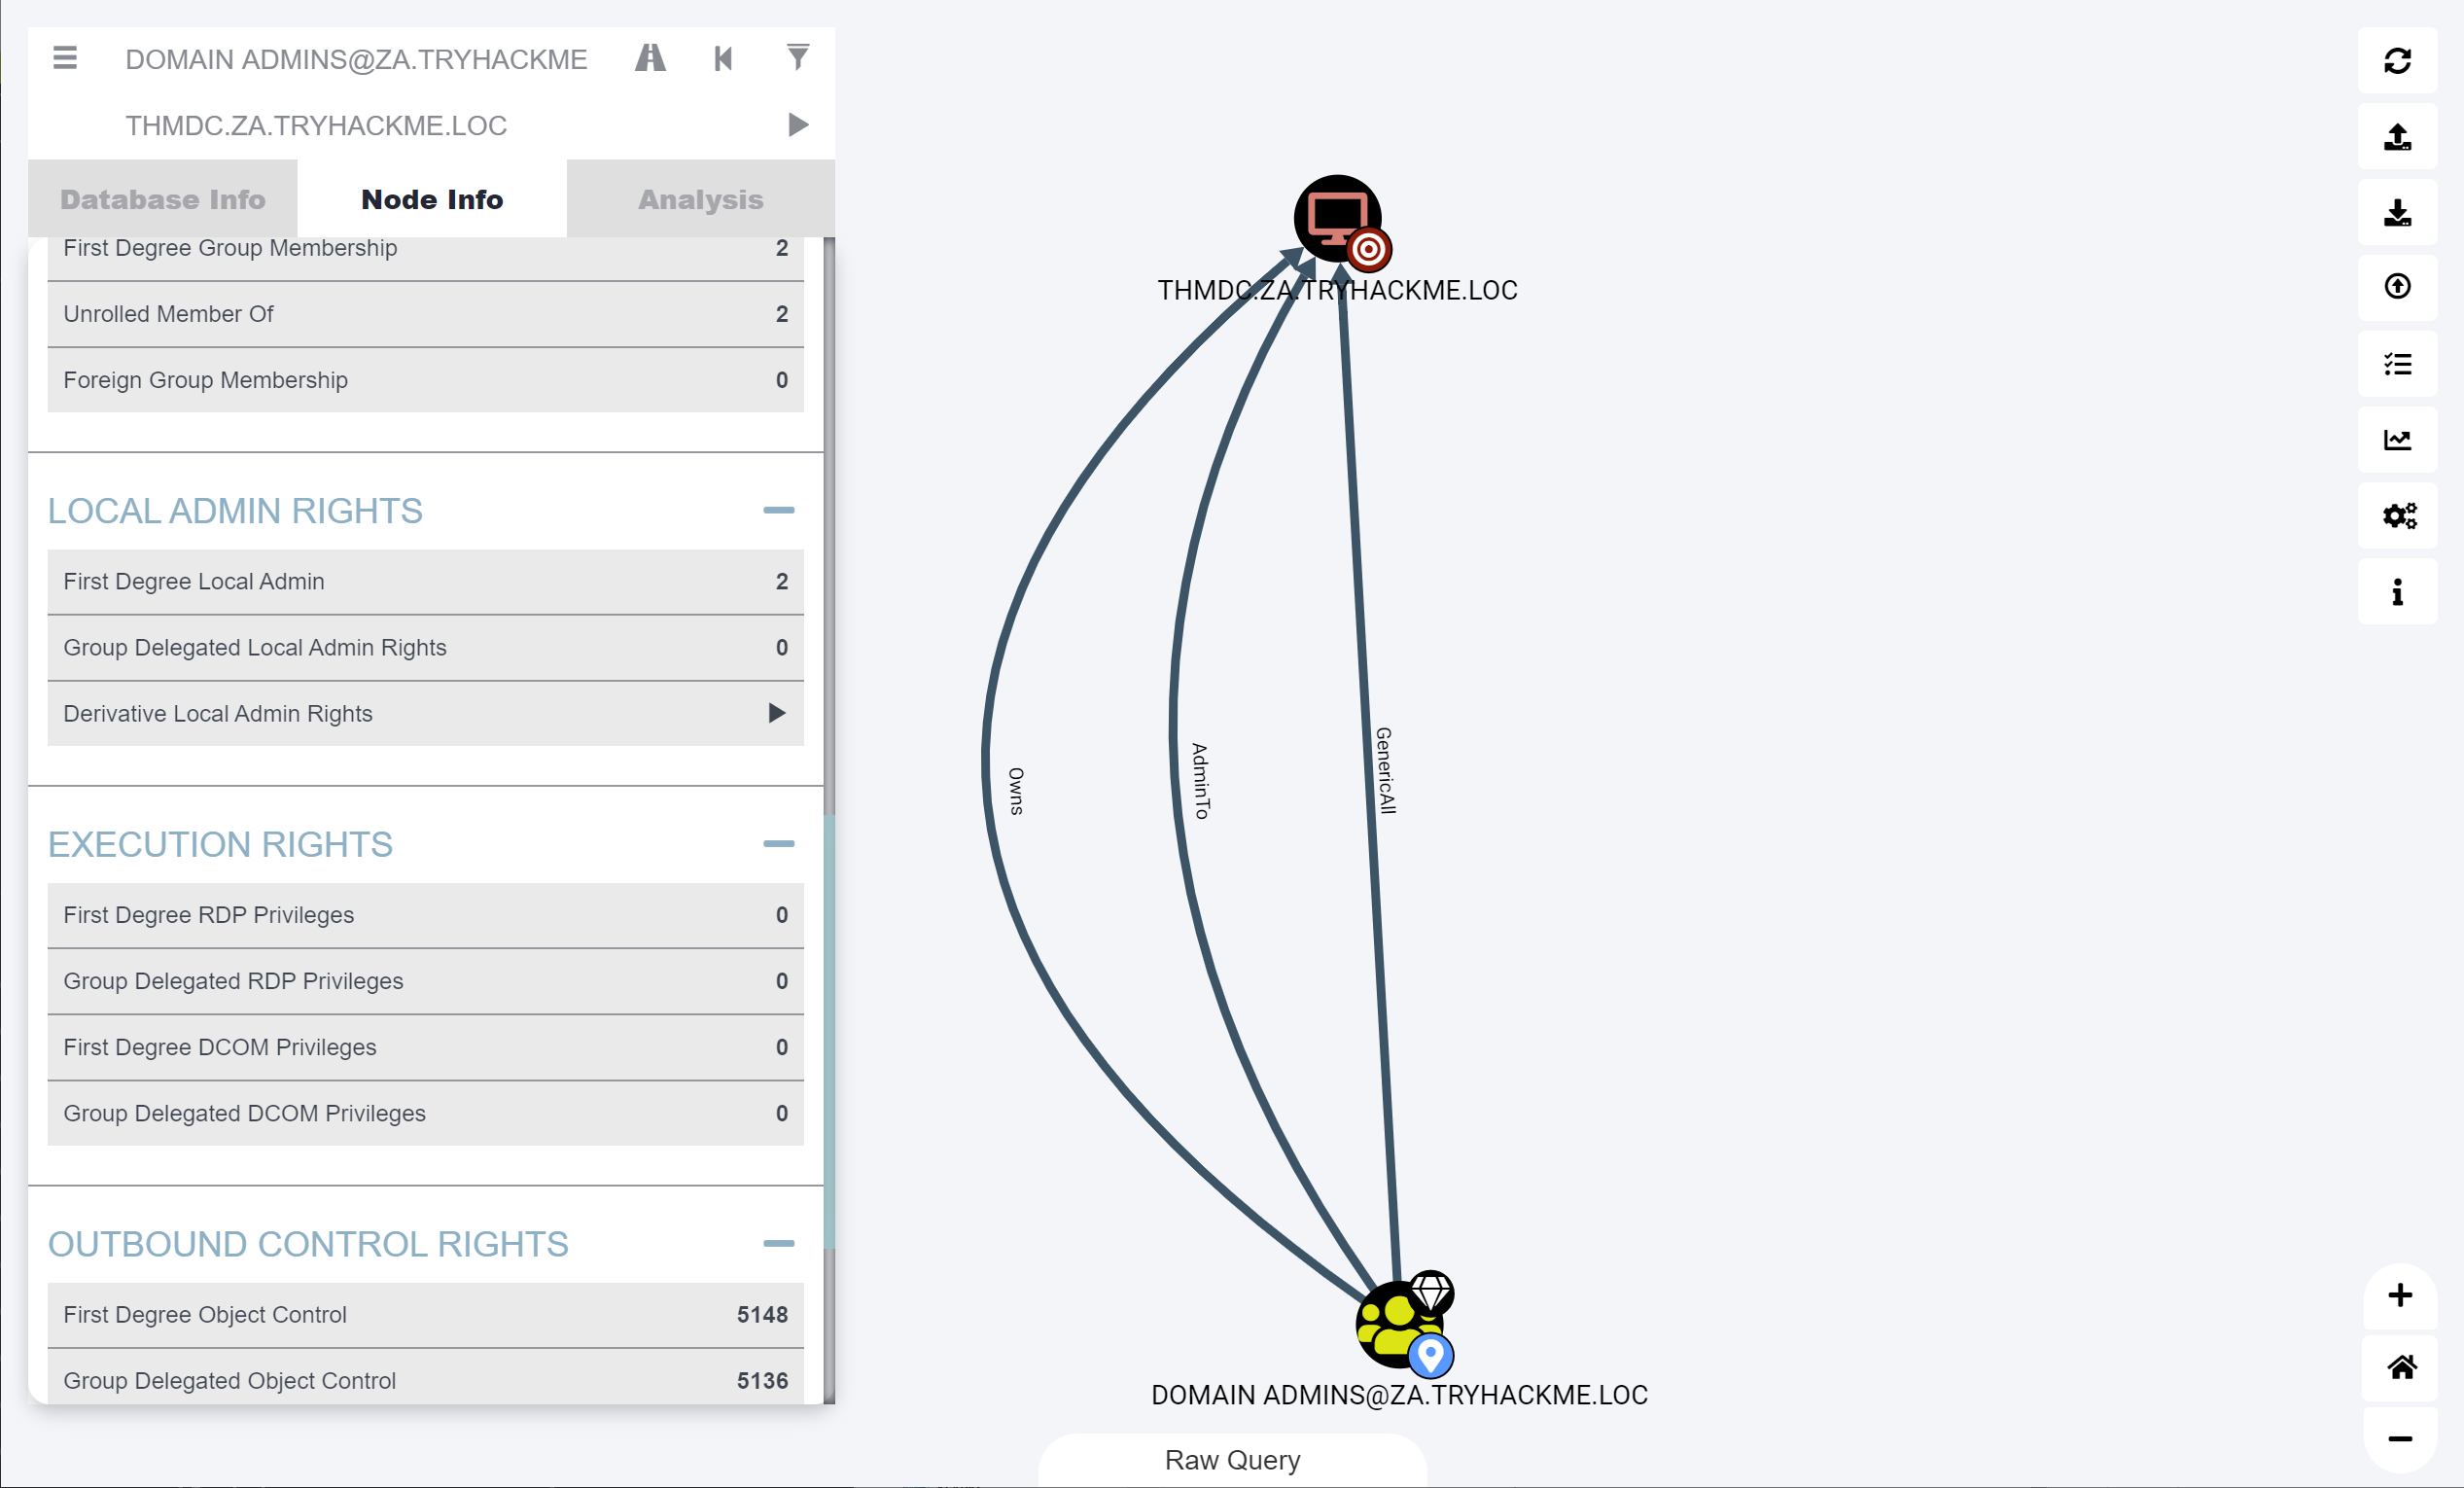 DOMAIN ADMINS@ZA.TRYHACKME
THMDC.ZA.TRYHACKME.LOC
Database Info
Node Info
Analysis
First Degree Group Membership 2
Unrolled Member Of 2
Foreign Group Membership 0
LOCAL ADMIN RIGHTS
First Degree Local Admin 2
Group Delegated Local Admin Rights 0
Derivative Local Admin Rights
EXECUTION RIGHTS
First Degree RDP Privileges 0
Group Delegated RDP Privileges 0
First Degree DCOM Privileges 0
Group Delegated DCOM Privileges 0
OUTBOUND CONTROL RIGHTS
First Degree Object Control 5148
Group Delegated Object Control 5136
THMDC.ZA.TRYHACKME.LOC
Owns
AdminTo
GenericAll
DOMAIN ADMINS@ZA.TRYHACKME.LOC
Raw Query